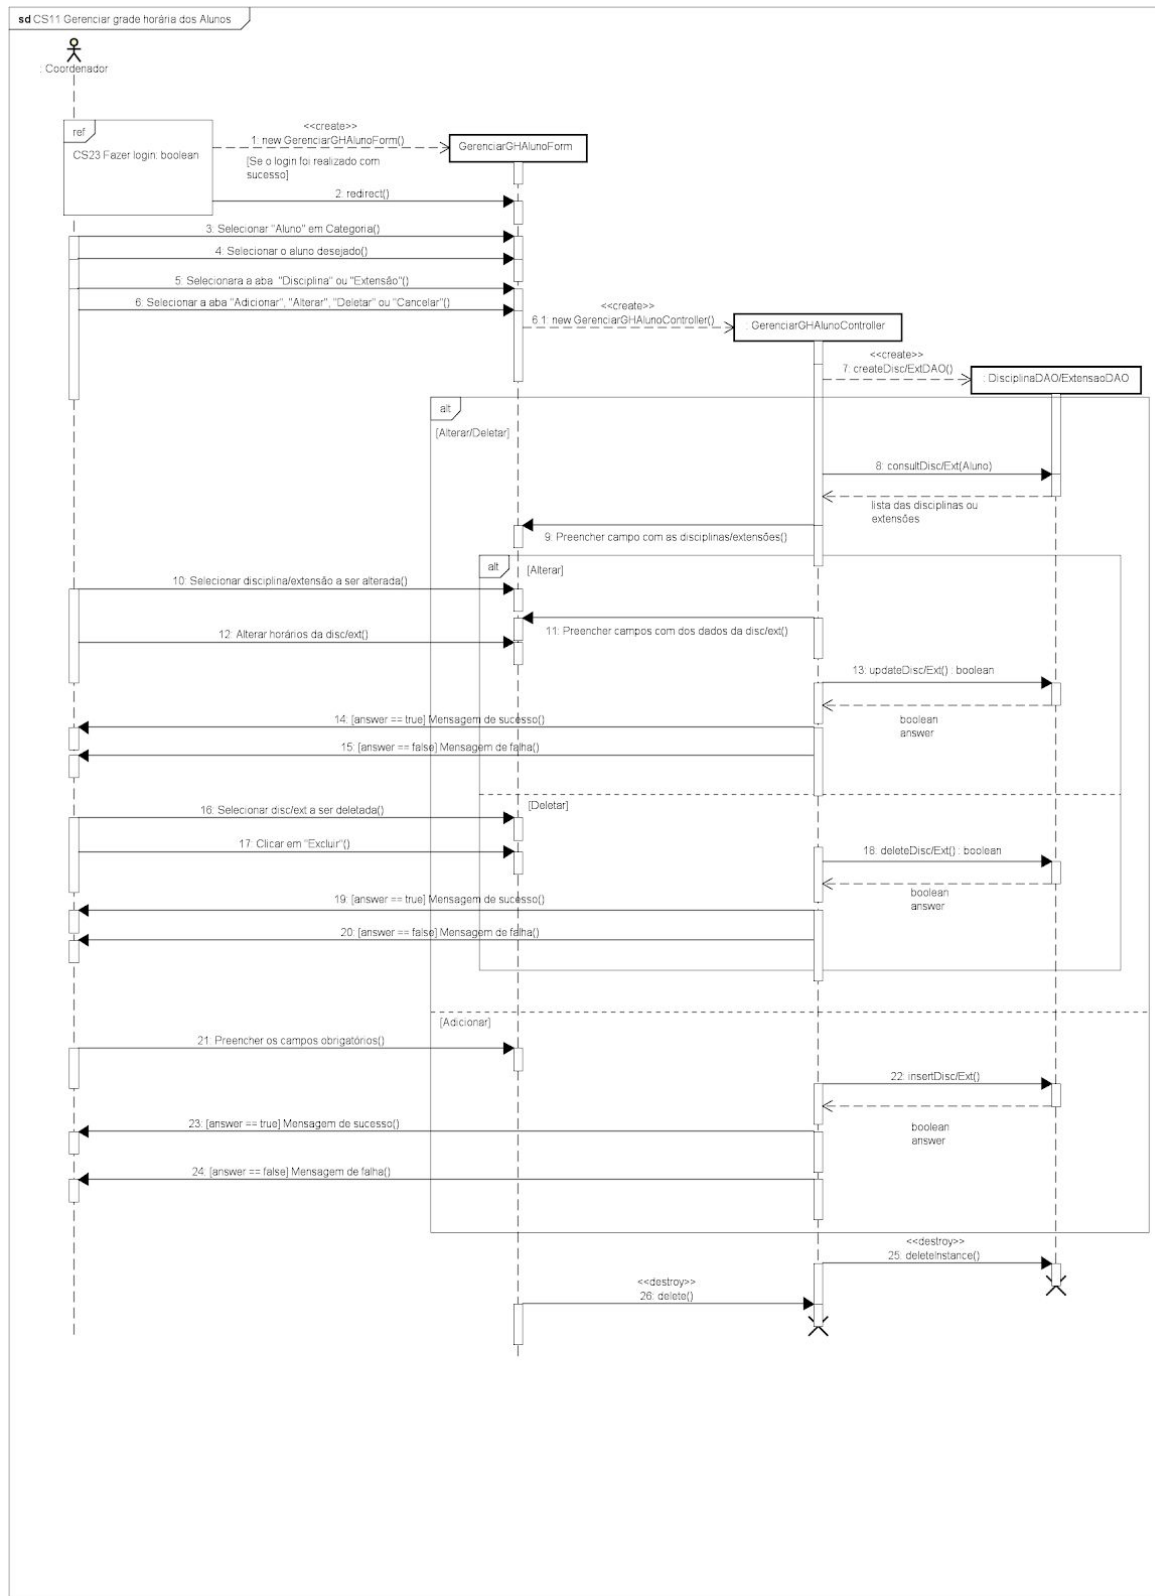 sd CS11 Gerenciar grade horária dos Alunos
: Coordenador
ref
CS23 Fazer login: boolean
<<create>>
1: new GerenciarGHAlunoForm()
GerenciarGHAlunoForm
[Se o login foi realizado com
sucesso]
2: redirect()
3: Selecionar "Aluno" em Categoria()
4: Selecionar o aluno desejado()
5: Selecionara a aba "Disciplina" ou "Extensão"()
6: Selecionar a aba "Adicionar", "Alterar", "Deletar" ou "Cancelar"()
<<create>>
6.1: new GerenciarGHAlunoController()
: GerenciarGHAlunoController
<<create>>
7: createDisc/ExtDAO()
: DisciplinaDAO/ExtensaoDAO
alt
[Alterar/Deletar]
8: consultDisc/Ext(Aluno)
lista das disciplinas ou
extensões
9: Preencher campo com as disciplinas/extensões()
alt
[Alterar]
10: Selecionar disciplina/extensão a ser alterada()
11: Preencher campos com dos dados da disc/ext()
12: Alterar horários da disc/ext()
13: updateDisc/Ext() : boolean
boolean
answer
14: [answer == true] Mensagem de sucesso()
15: [answer == false] Mensagem de falha()
[Deletar]
16: Selecionar disc/ext a ser deletada()
17: Clicar em "Excluir"()
18: deleteDisc/Ext() : boolean
boolean
answer
19: [answer == true] Mensagem de sucesso()
20: [answer == false] Mensagem de falha()
[Adicionar]
21: Preencher os campos obrigatórios()
22: insertDisc/Ext()
boolean
answer
23: [answer == true] Mensagem de sucesso()
24: [answer == false] Mensagem de falha()
<<destroy>>
25: deleteInstance()
<<destroy>>
26: delete()